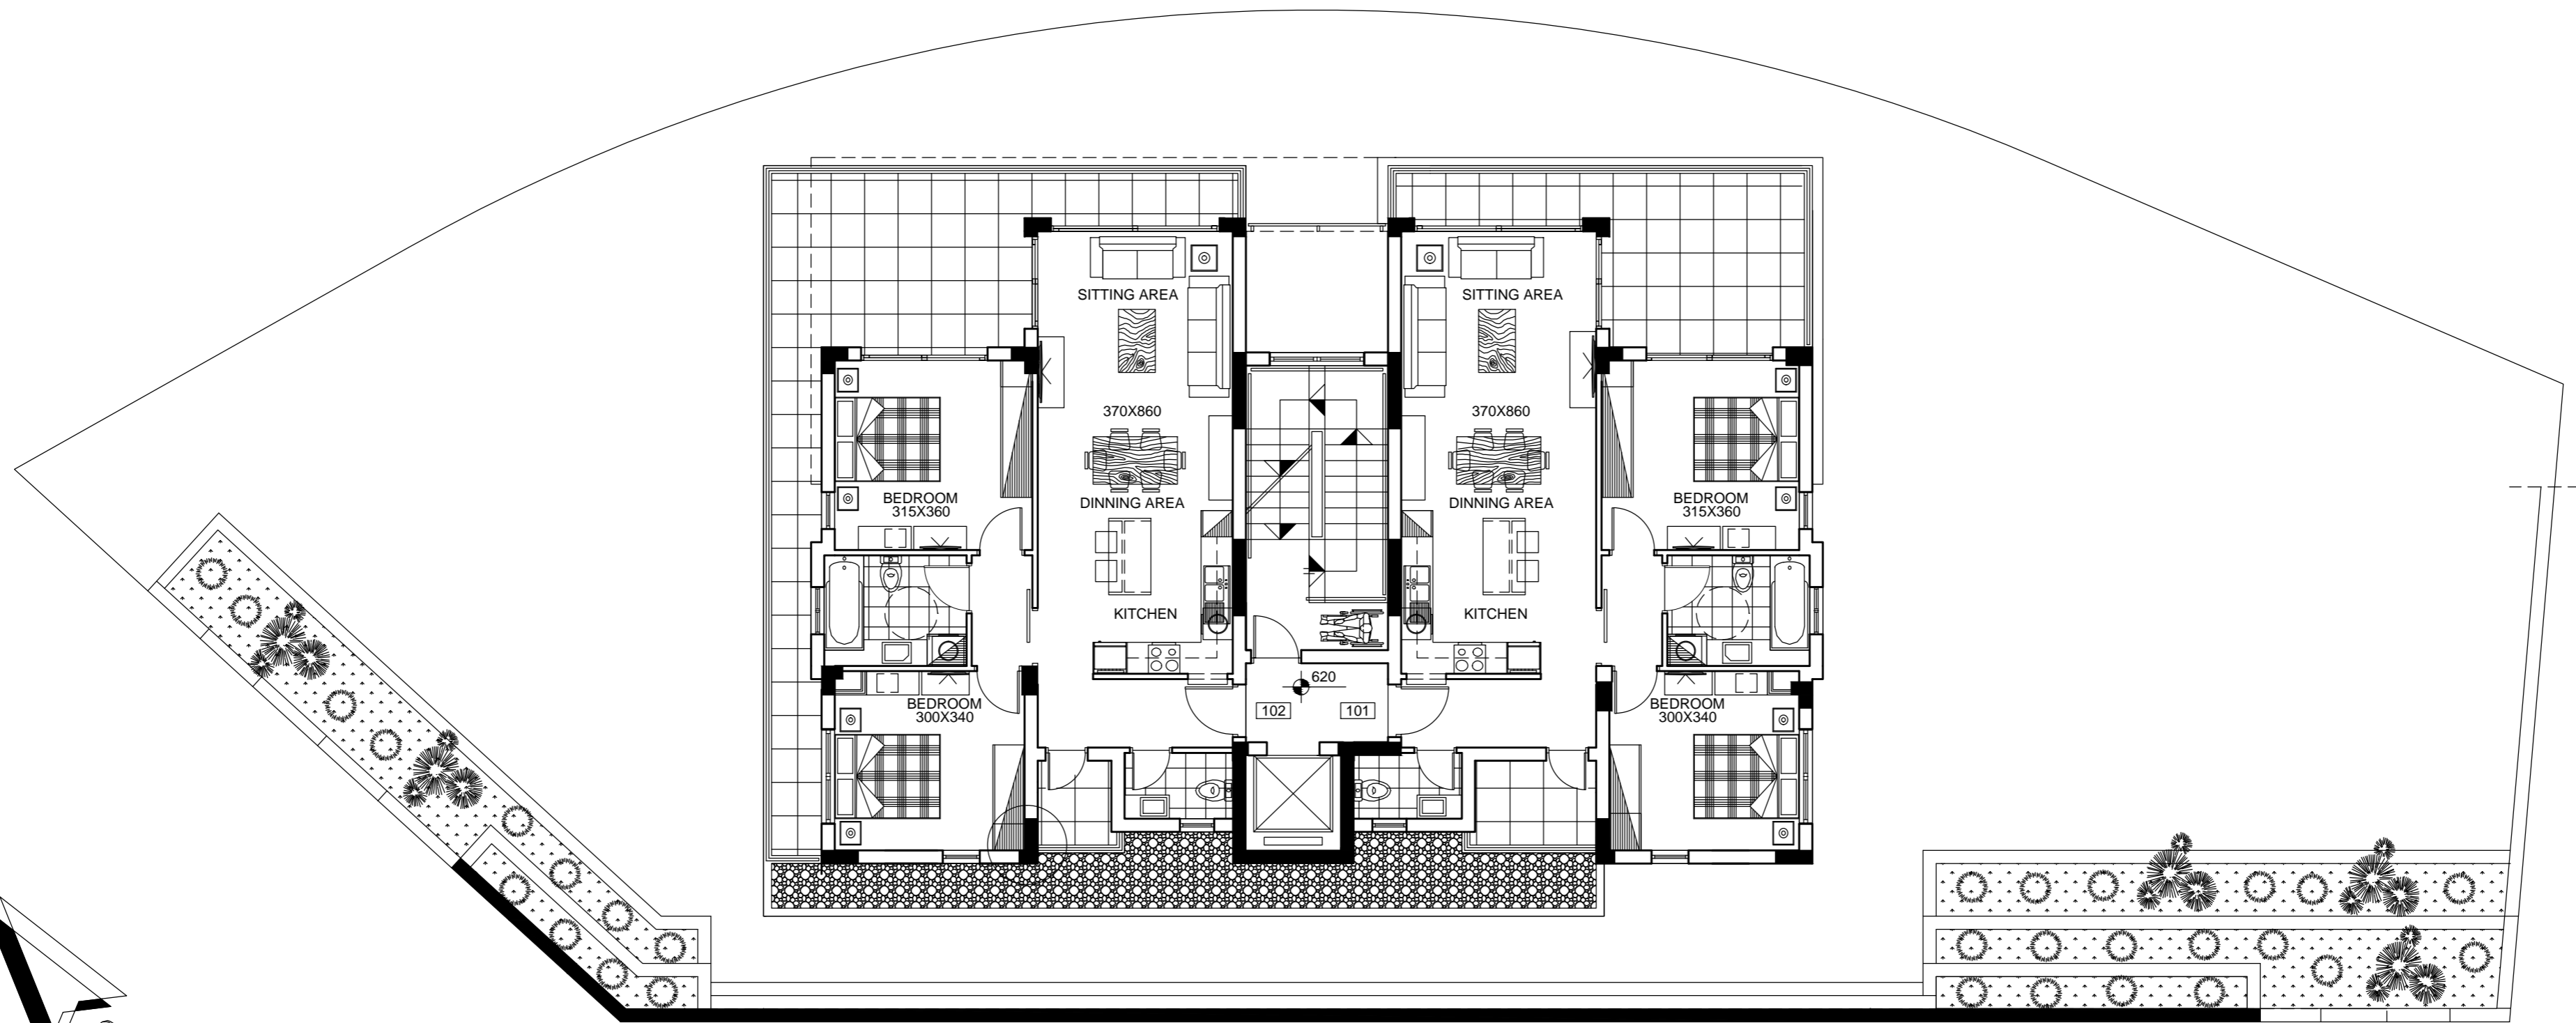 SITTING AREA
SITTING AREA
370X860
370X860
BEDROOM
315X360
DINNING AREA
DINNING AREA
BEDROOM
315X360
KITCHEN
KITCHEN
620
BEDROOM
300X340
102
101
BEDROOM
300X340